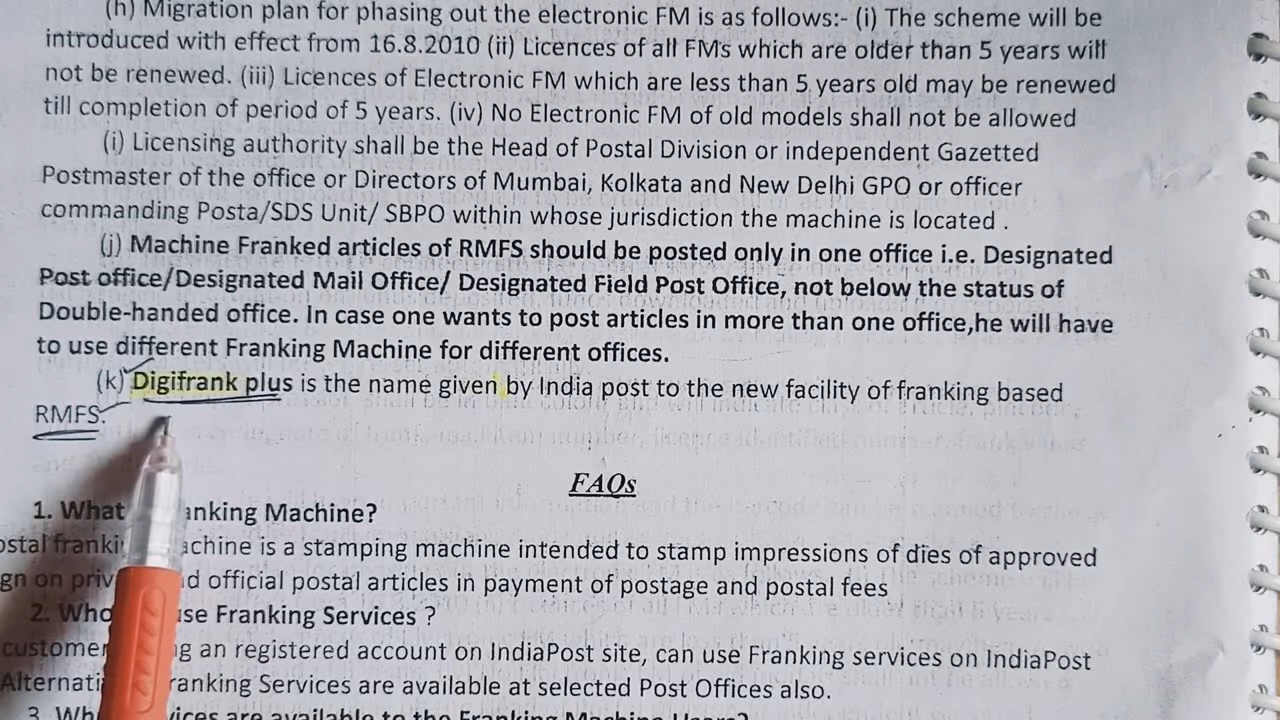 (h) Migration plan for phasing out the electronic FM is as follows:- (i) The scheme will be
introduced with effect from 16.8.2010 (ii) Licences of all FMs which are older than 5 years will
not be renewed. (iii) Licences of Electronic FM which are less than 5 years old may be renewed
till completion of period of 5 years. (iv) No Electronic FM of old models shall not be allowed
(i) Licensing authority shall be the Head of Postal Division or independent Gazetted
Postmaster of the office or Directors of Mumbai, Kolkata and New Delhi GPO or officer
commanding Posta/SDS Unit/ SBPO within whose jurisdiction the machine is located .
(j) Machine Franked articles of RMFS should be posted only in one office i.e. Designated
Post office/Designated Mail Office/ Designated Field Post Office, not below the status of
Double-handed office. In case one wants to post articles in more than one office,he will have
to use different Franking Machine for different offices.
(k) Digifrank plus is the name given by India post to the new facility of franking based
RMFS.
FAQs
1. What anking Machine?
ostal franki achine is a stamping machine intended to stamp impressions of dies of approved
gn on priv d official postal articles in payment of postage and postal fees
2. Who use Franking Services ?
customer g an registered account on IndiaPost site, can use Franking services on IndiaPost
Alternati ranking Services are available at selected Post Offices also.
3. Wh ices are available to the Franking Machine Users?